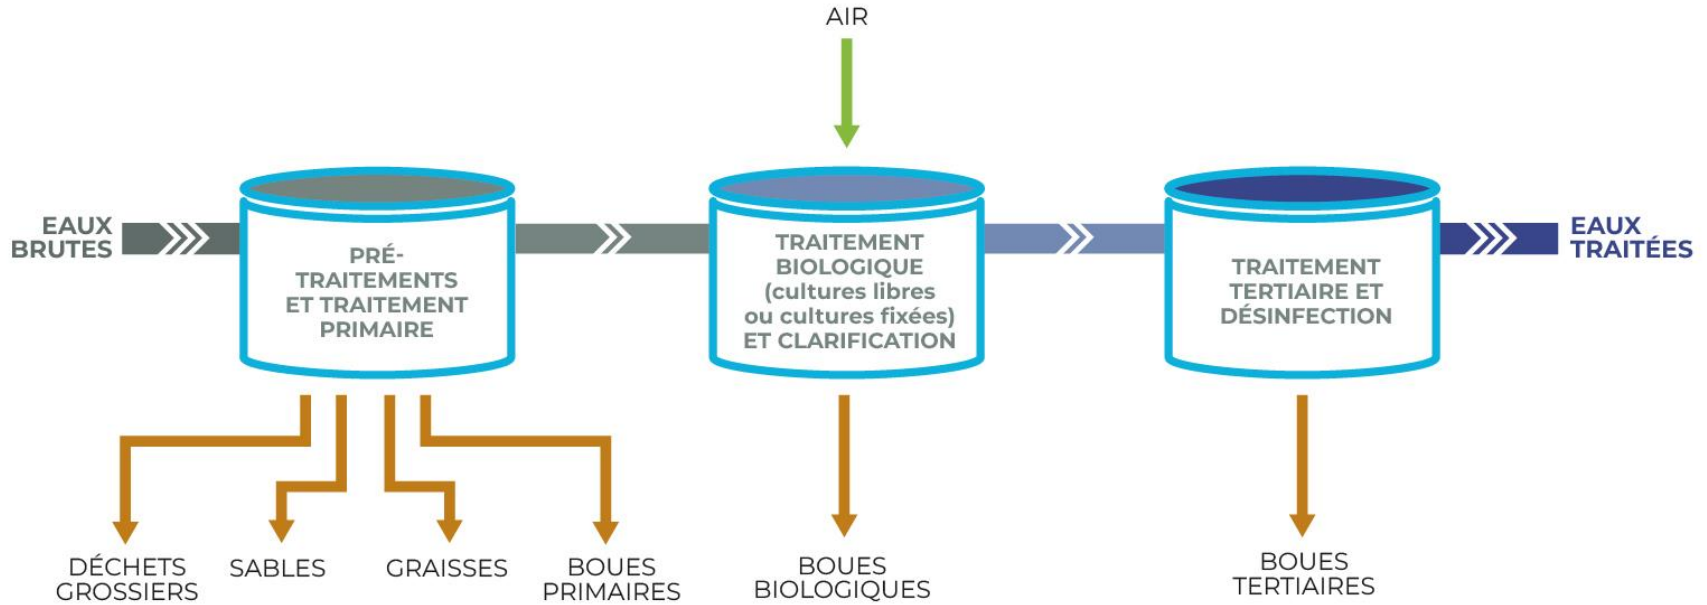 AIR
EAUX
BRUTES
PRÉ-
TRAITEMENTS
ET TRAITEMENT
PRIMAIRE
TRAITEMENT
BIOLOGIQUE
(cultures libres
ou cultures fixées)
ET CLARIFICATION
TRAITEMENT
TERTIAIRE ET
DÉSINFECTION
EAUX
TRAITÉES
DÉCHETS
GROSSIERS
SABLES
GRAISSES
BOUES
PRIMAIRES
BOUES
BIOLOGIQUES
BOUES
TERTIAIRES